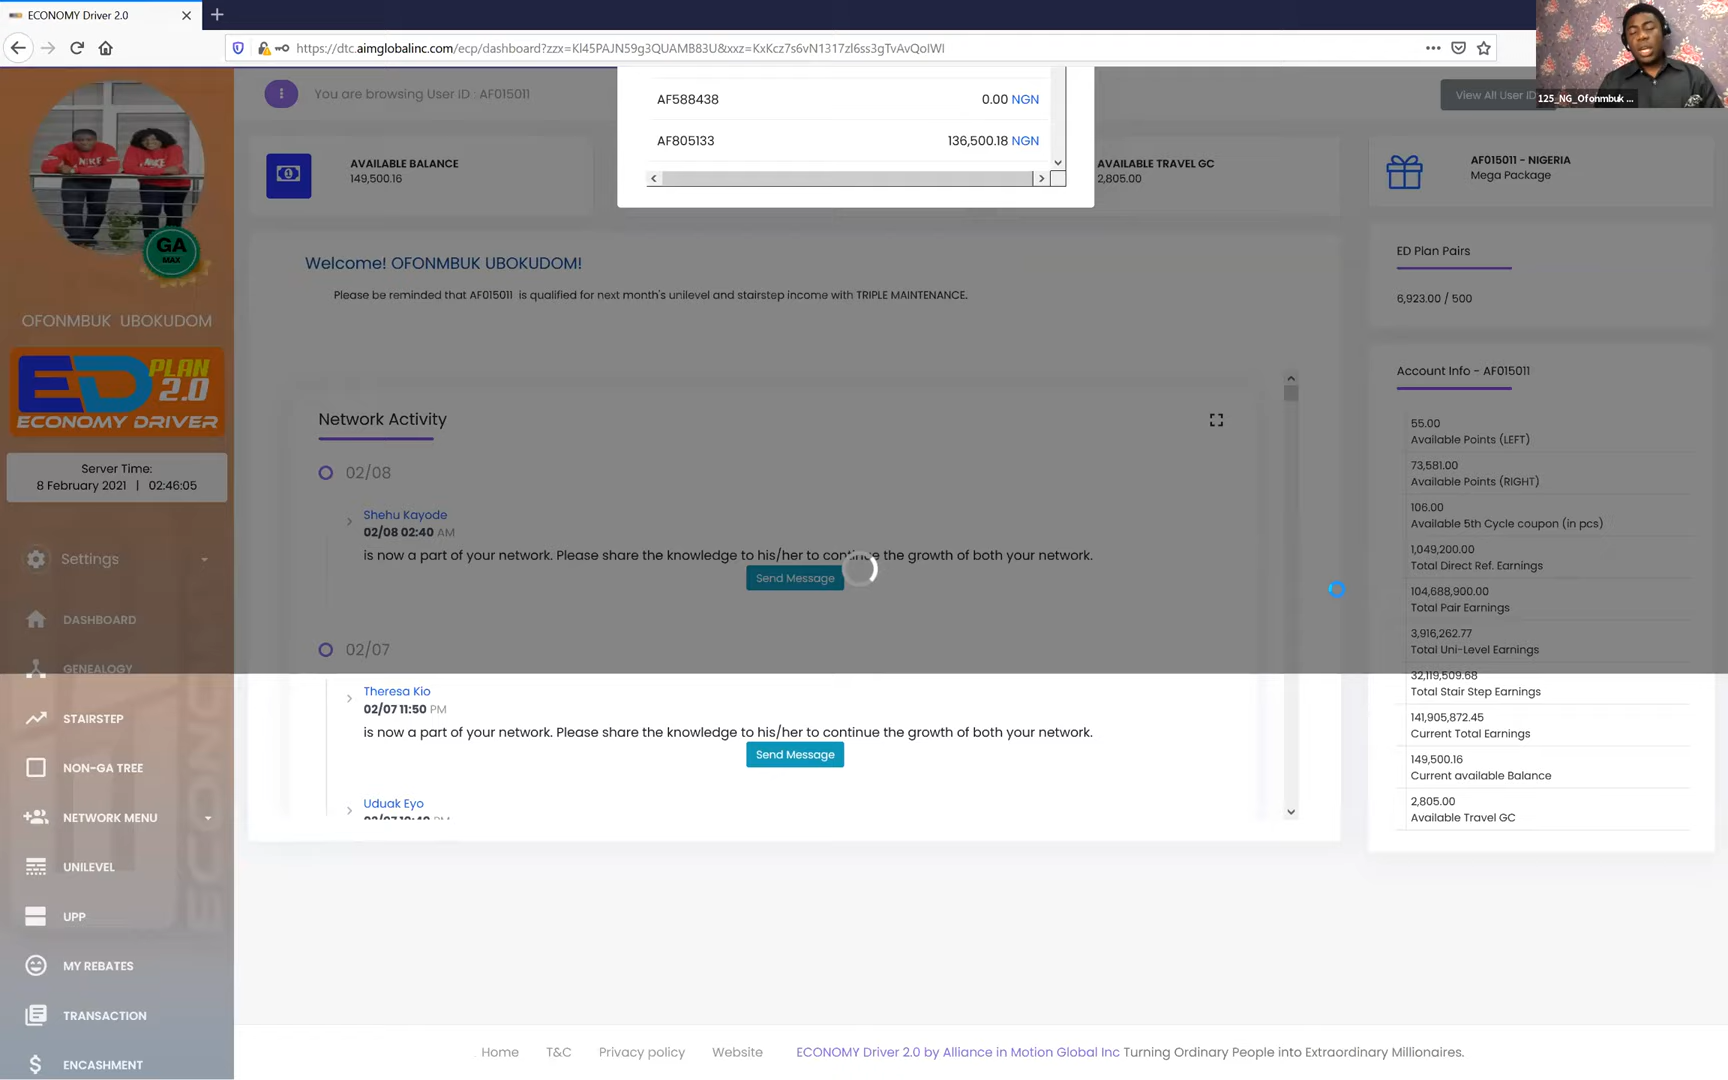 ECONOMY Driver 2.0
https://dtc.aimglobalinc.com/ecp/dashboard?zzx=KI45PAJN59g3QUAMB83U&xxz=KxKcz7s6vN1317zI6ss3gTvAvQoIWI
125_NG_Ofonmbuk ...
You are browsing User ID : AF015011
View All User ID
AF588438 0.00 NGN
AF805133 136,500.18 NGN
AVAILABLE BALANCE
149,500.16
AVAILABLE TRAVEL GC
2,805.00
AF015011 - NIGERIA
Mega Package
GA
MAX
OFONMBUK UBOKUDOM
ED PLAN 2.0
ECONOMY DRIVER
Server Time:
8 February 2021 | 02:46:05
Settings
DASHBOARD
GENEALOGY
STAIRSTEP
NON-GA TREE
NETWORK MENU
UNILEVEL
UPP
MY REBATES
TRANSACTION
ENCASHMENT
Welcome! OFONMBUK UBOKUDOM!
Please be reminded that AF015011 is qualified for next month's unilevel and stairstep income with TRIPLE MAINTENANCE.
Network Activity
02/08
Shehu Kayode
02/08 02:40 AM
is now a part of your network. Please share the knowledge to his/her to continue the growth of both your network.
Send Message
02/07
Theresa Kio
02/07 11:50 PM
is now a part of your network. Please share the knowledge to his/her to continue the growth of both your network.
Send Message
Uduak Eyo
ED Plan Pairs
6,923.00 / 500
Account Info - AF015011
55.00
Available Points (LEFT)
73,581.00
Available Points (RIGHT)
106.00
Available 5th Cycle coupon (in pcs)
1,049,200.00
Total Direct Ref. Earnings
104,688,900.00
Total Pair Earnings
3,916,262.77
Total Uni-Level Earnings
32,119,509.68
Total Stair Step Earnings
141,905,872.45
Current Total Earnings
149,500.16
Current available Balance
2,805.00
Available Travel GC
Home T&C Privacy policy Website ECONOMY Driver 2.0 by Alliance in Motion Global Inc Turning Ordinary People into Extraordinary Millionaires.